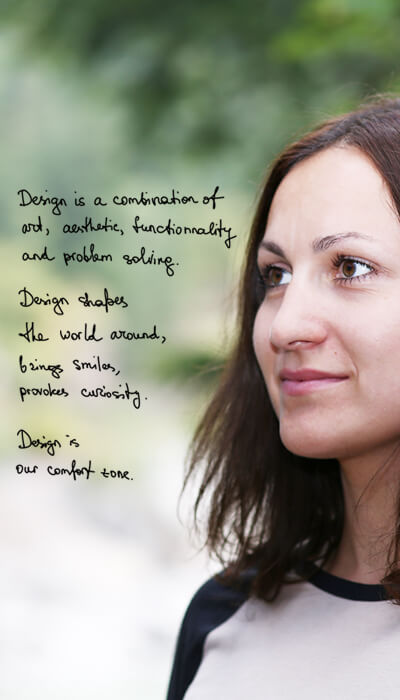 Design is a combination of
art, aesthetic, functionnality
and problem solving.
Design shapes
the world around,
brings smiles,
provokes curiosity.
Design is
our comfort zone.